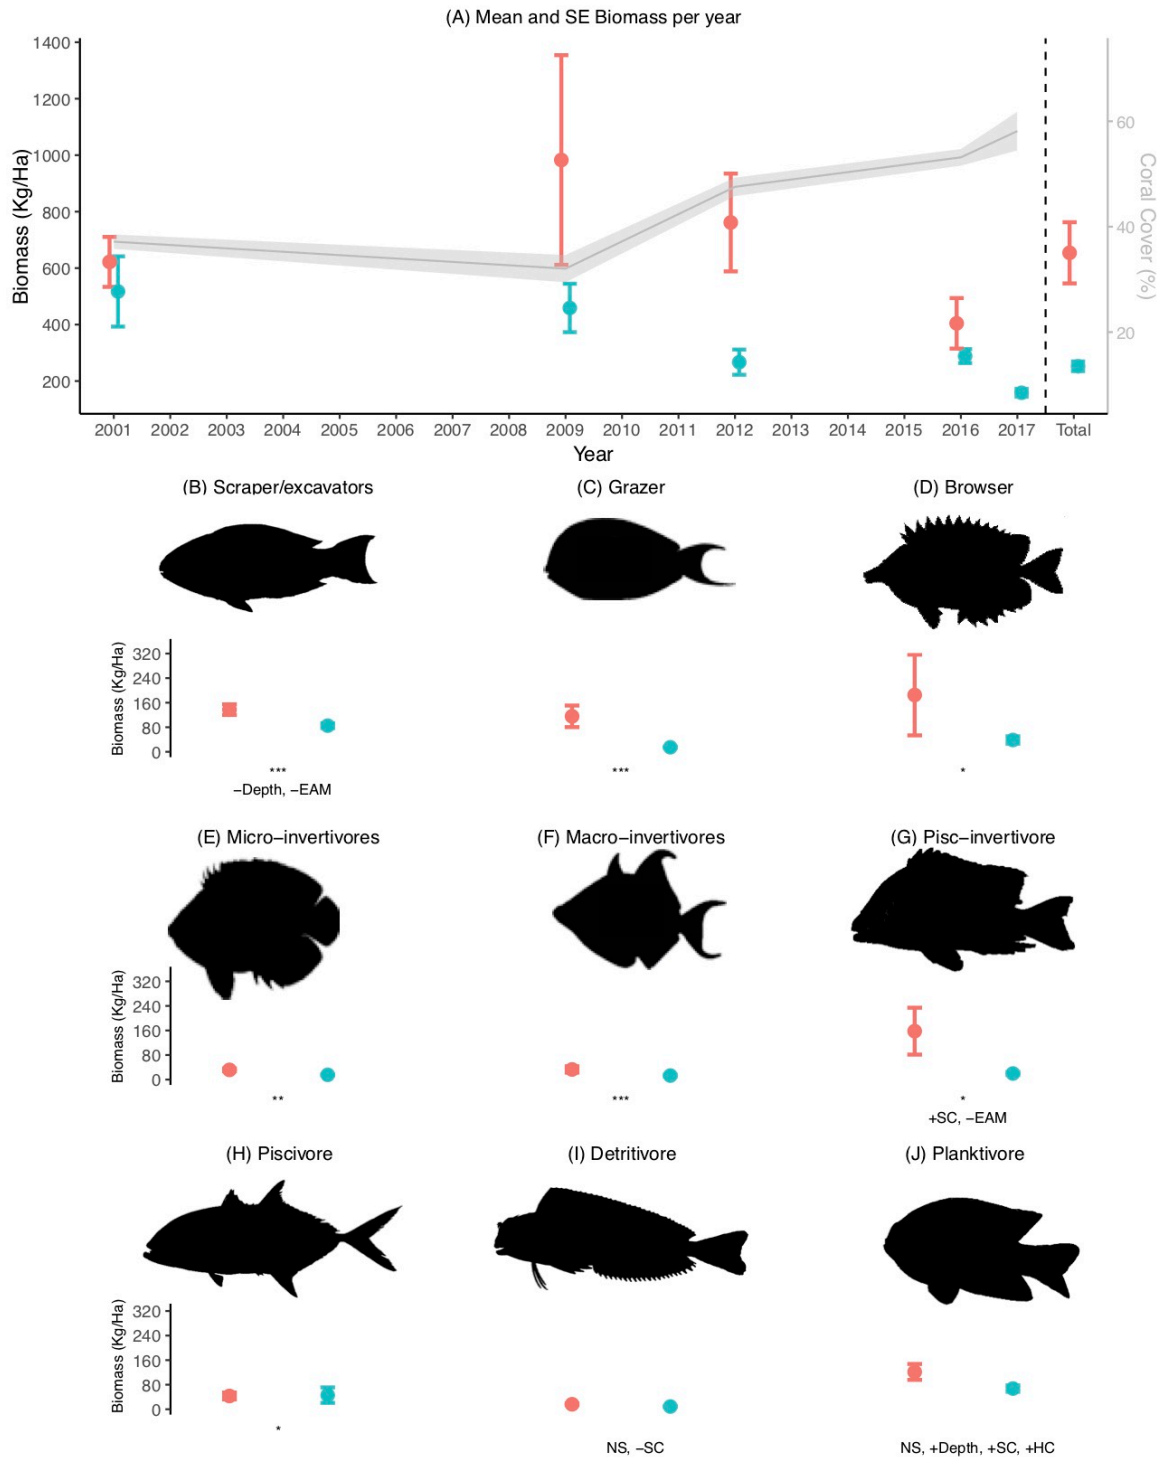 (A) Mean and SE Biomass per year
1400
1200
1000
800
600
400
200
Biomass (Kg/Ha)
60
40
20
Coral Cover (%)
2001 2002 2003 2004 2005 2006 2007 2008 2009 2010 2011 2012 2013 2014 2015 2016 2017 Total
Year
(B) Scraper/excavators (C) Grazer (D) Browser
Biomass (Kg/Ha)
320
240
160
80
0
*** *** *
−Depth, −EAM
(E) Micro−invertivores (F) Macro−invertivores (G) Pisc−invertivore
Biomass (Kg/Ha)
320
240
160
80
0
** *** *
+SC, −EAM
(H) Piscivore (I) Detritivore (J) Planktivore
Biomass (Kg/Ha)
320
240
160
80
0
*
NS, −SC NS, +Depth, +SC, +HC